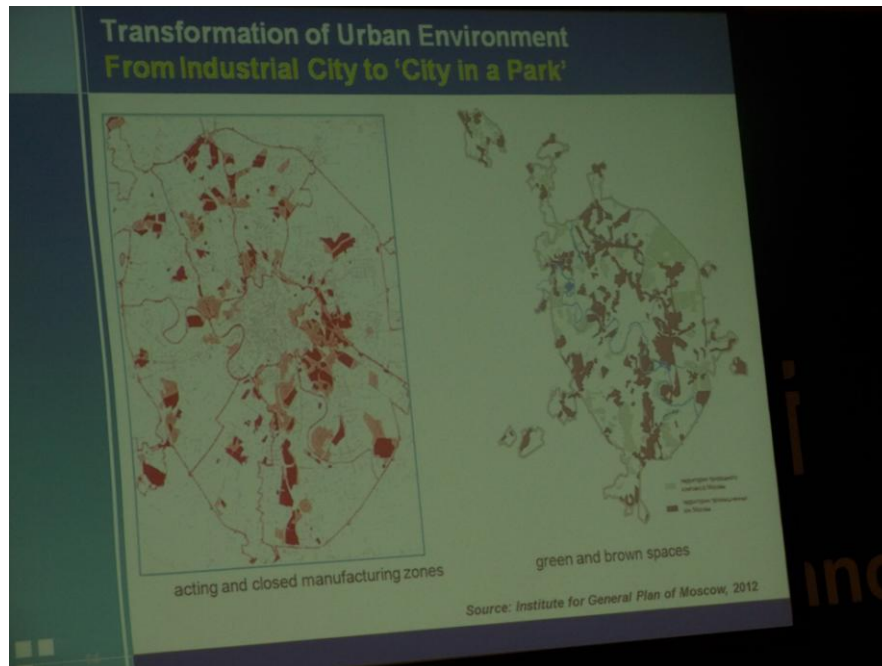 Transformation of Urban Environment
From Industrial City to 'City in a Park'
acting and closed manufacturing zones
green and brown spaces
Source: Institute for General Plan of Moscow, 2012